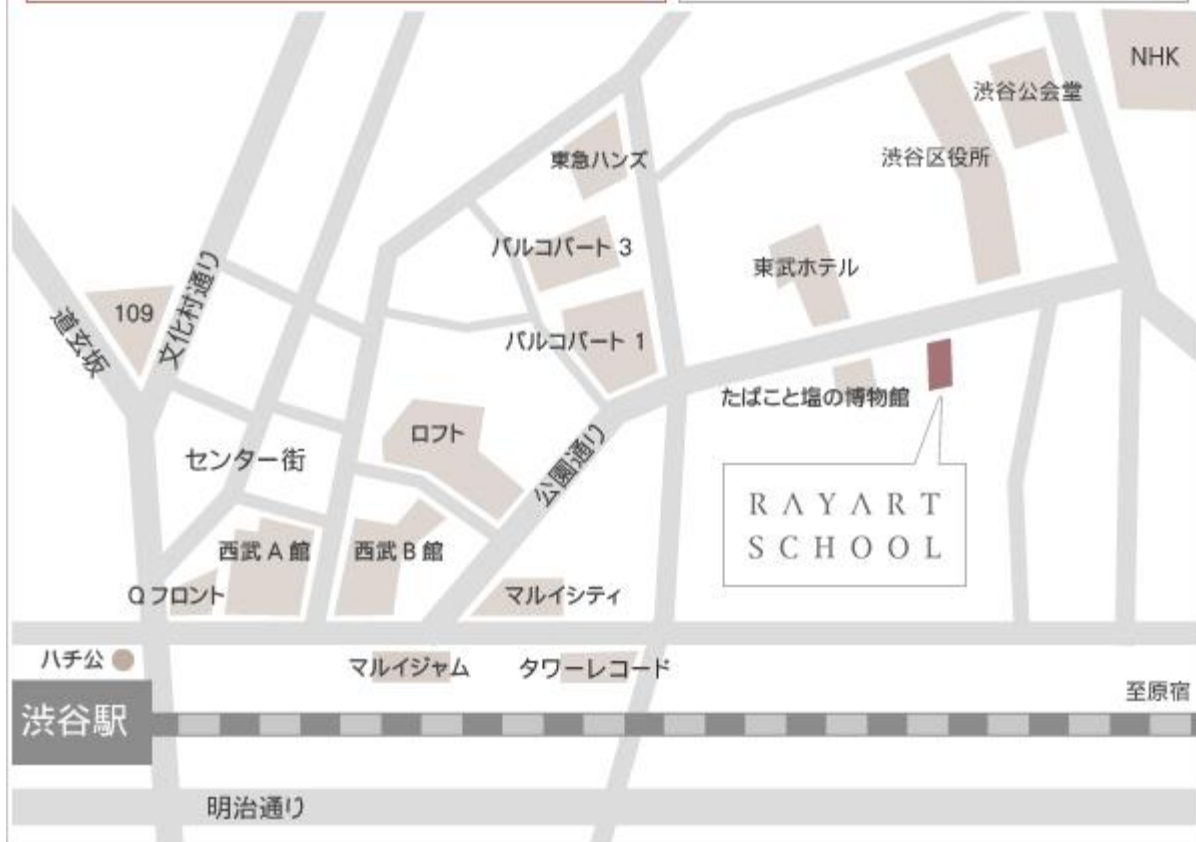 NHK
渋谷公会堂
渋谷区役所
東急ハンズ
パルコパート 3
東武ホテル
109
道玄坂
文化村通り
パルコパート 1
たばこと塩の博物館
ロフト
公園通り
センター街
RAYART
SCHOOL
西武 A 館
西武 B 館
Q フロント
マルイシティ
ハチ公
マルイジャム
タワーレコード
至原宿
渋谷駅
明治通り